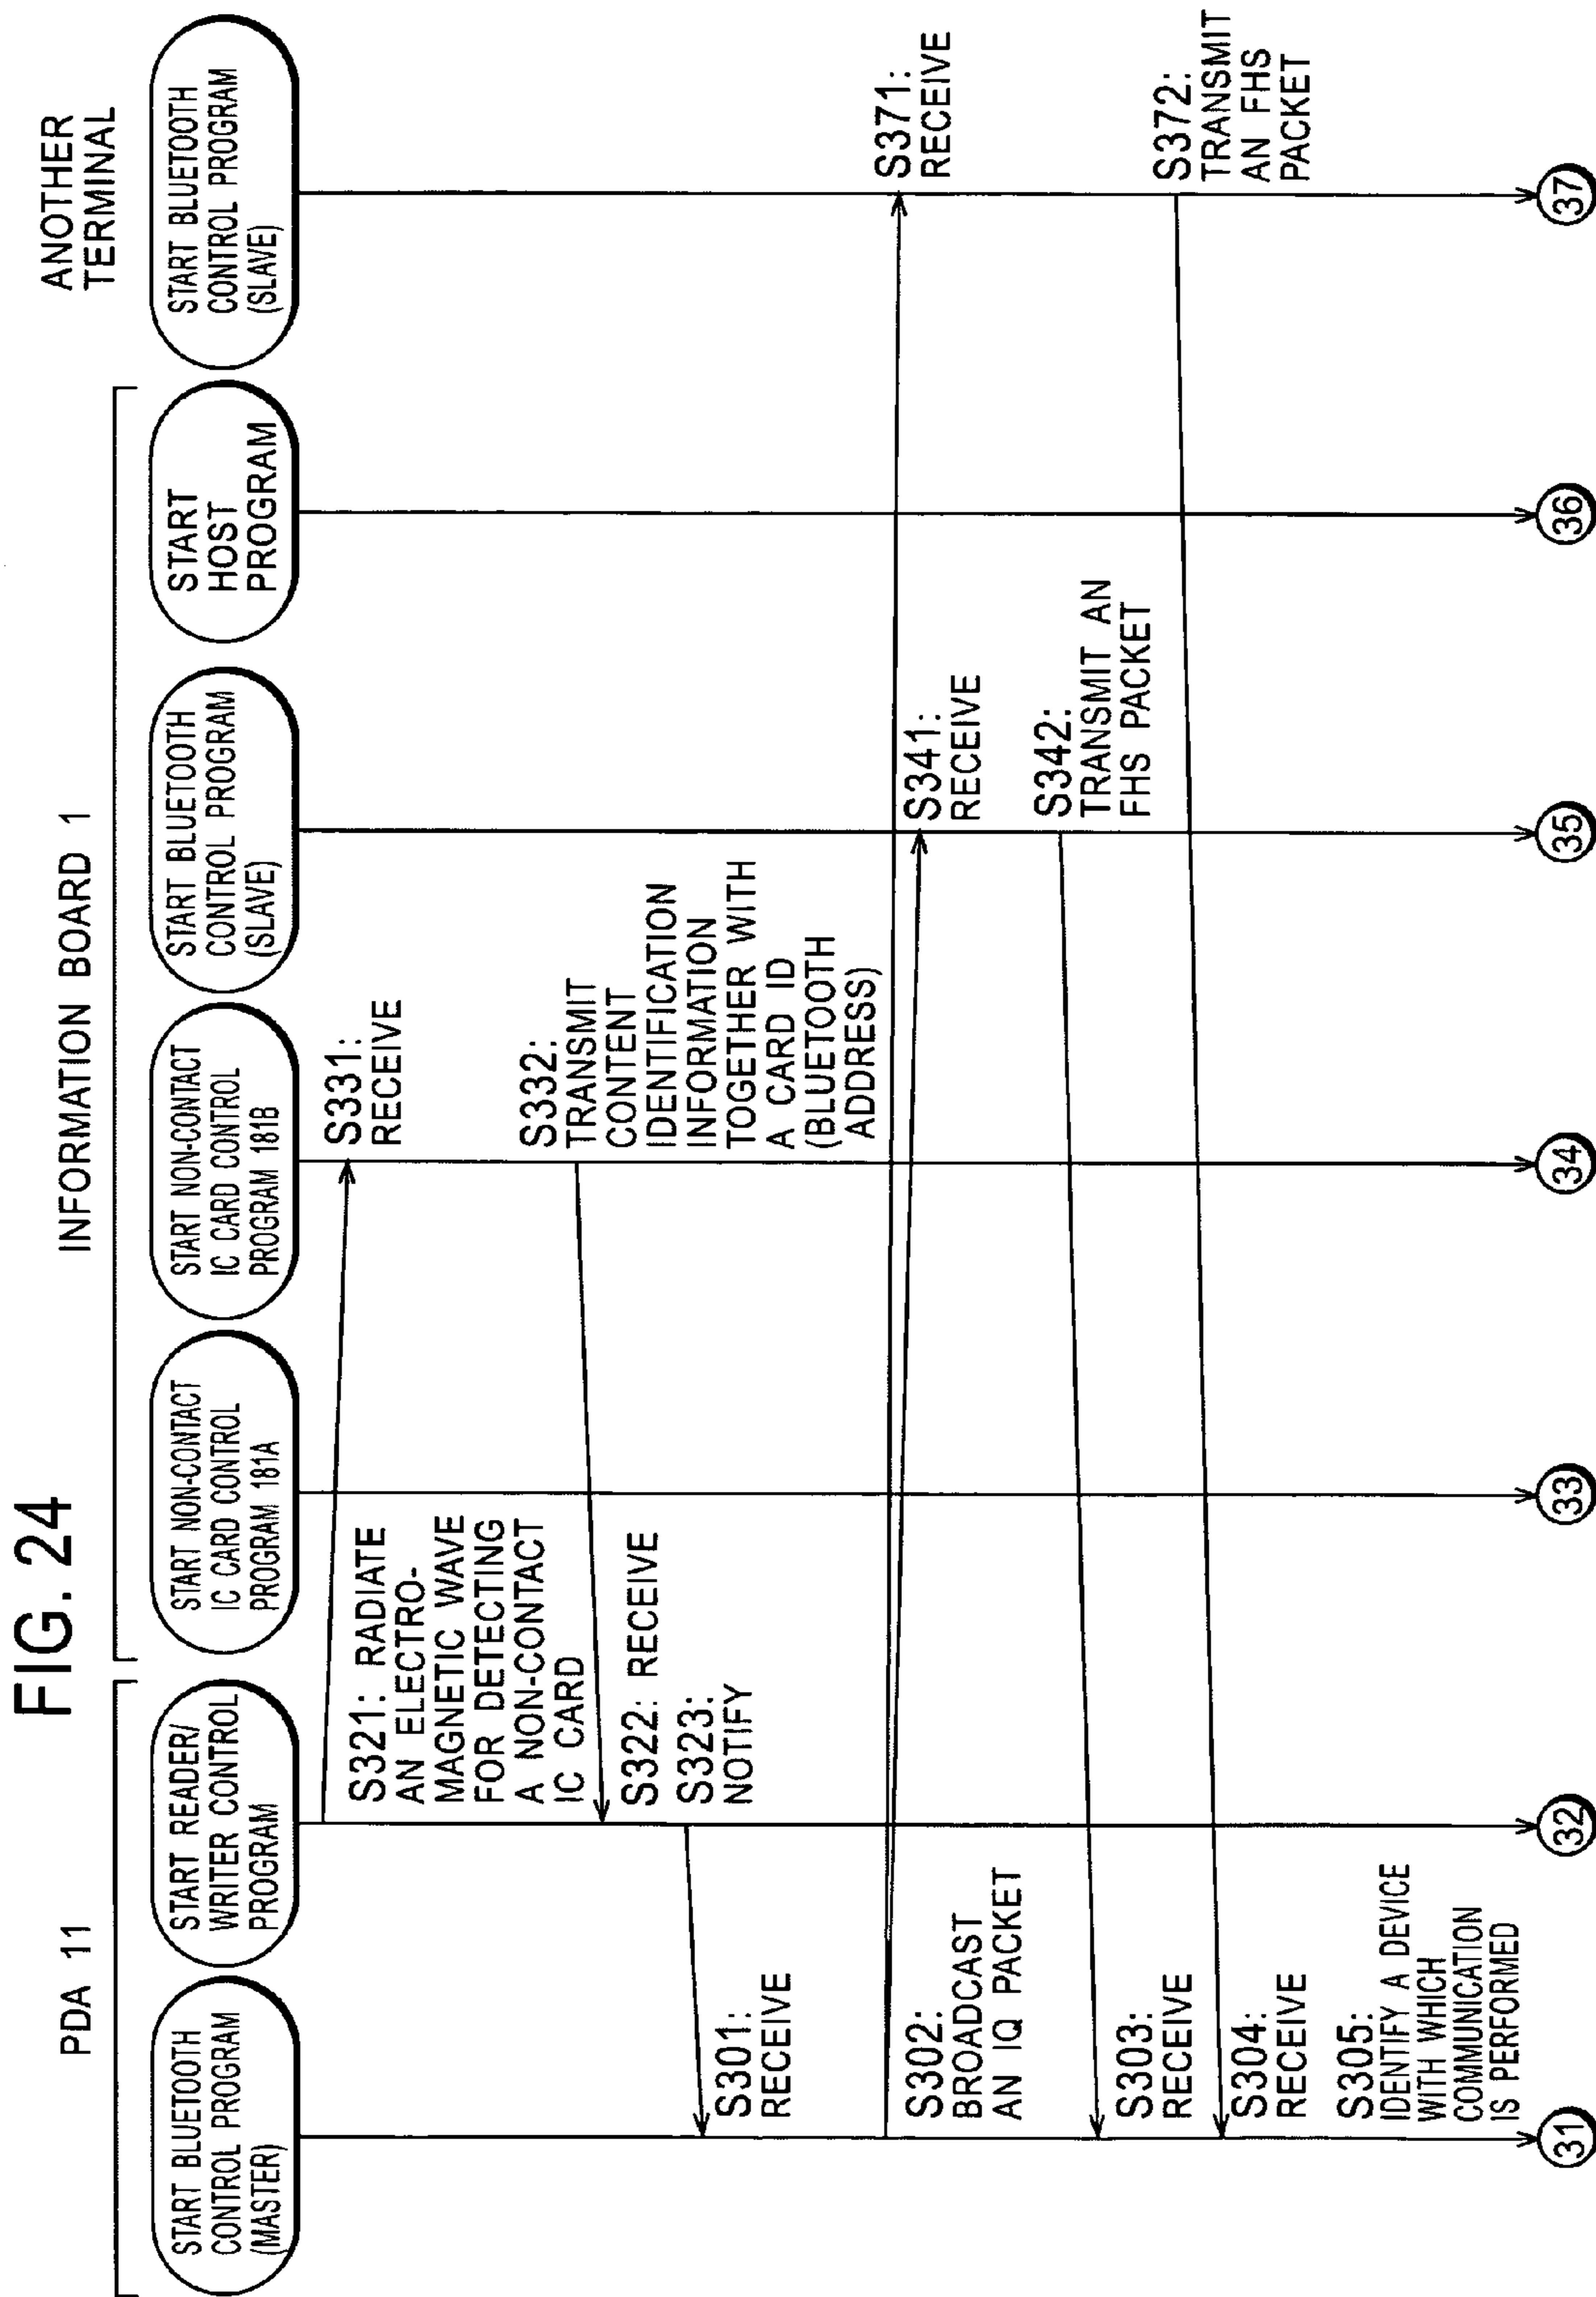 FIG. 24
PDA 11
INFORMATION BOARD 1
ANOTHER
TERMINAL
START BLUETOOTH
CONTROL PROGRAM
(MASTER)
START READER/
WRITER CONTROL
PROGRAM
START NON-CONTACT
IC CARD CONTROL
PROGRAM 181A
START NON-CONTACT
IC CARD CONTROL
PROGRAM 181B
START BLUETOOTH
CONTROL PROGRAM
(SLAVE)
START
HOST
PROGRAM
START BLUETOOTH
CONTROL PROGRAM
(SLAVE)
S321: RADIATE
AN ELECTRO-
MAGNETIC WAVE
FOR DETECTING
A NON-CONTACT
IC CARD
S331:
RECEIVE
S332:
TRANSMIT
CONTENT
IDENTIFICATION
INFORMATION
TOGETHER WITH
A CARD ID
(BLUETOOTH
ADDRESS)
S322: RECEIVE
S323:
NOTIFY
S301:
RECEIVE
S302:
BROADCAST
AN IQ PACKET
S371:
RECEIVE
S341:
RECEIVE
S342:
TRANSMIT AN
FHS PACKET
S372:
TRANSMIT
AN FHS
PACKET
S303:
RECEIVE
S304:
RECEIVE
S305:
IDENTIFY A DEVICE
WITH WHICH
COMMUNICATION
IS PERFORMED
31
32
33
34
35
36
37